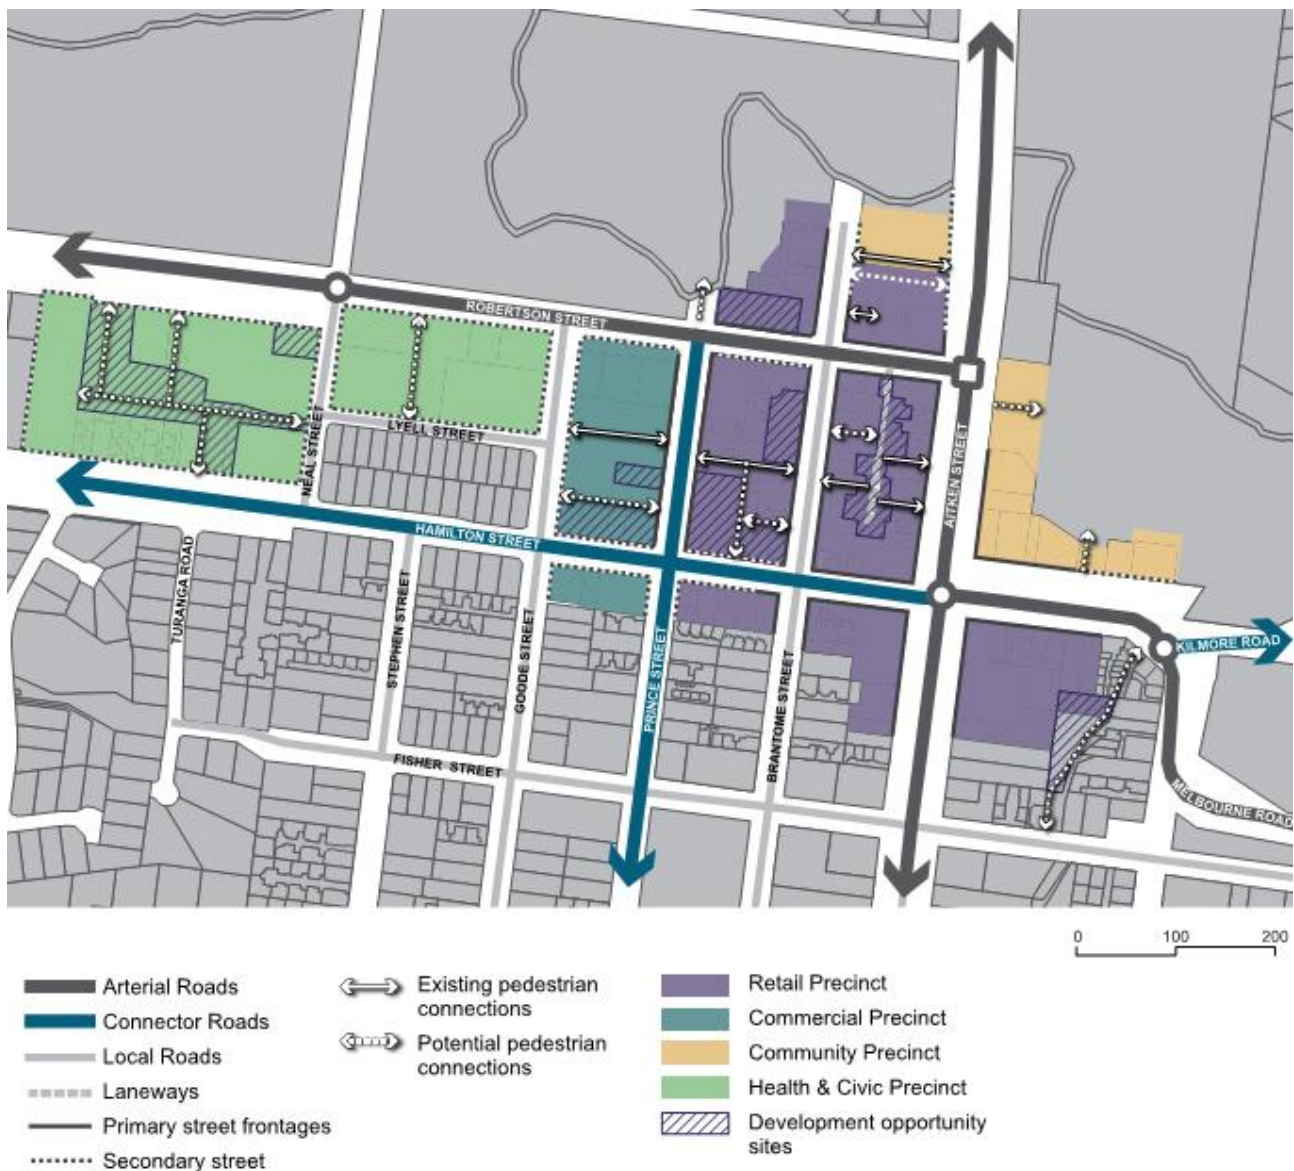 ROBERTSON STREET
LYELL STREET
NEAL STREET
HAMILTON STREET
AITKEN STREET
TURANGA ROAD
STEPHEN STREET
GOODE STREET
PRINCE STREET
BRANTOME STREET
KILMORE ROAD
FISHER STREET
MELBOURNE ROAD
0 100 200
Arterial Roads
Connector Roads
Local Roads
Laneways
Primary street frontages
Secondary street
Existing pedestrian
connections
Potential pedestrian
connections
Retail Precinct
Commercial Precinct
Community Precinct
Health & Civic Precinct
Development opportunity
sites